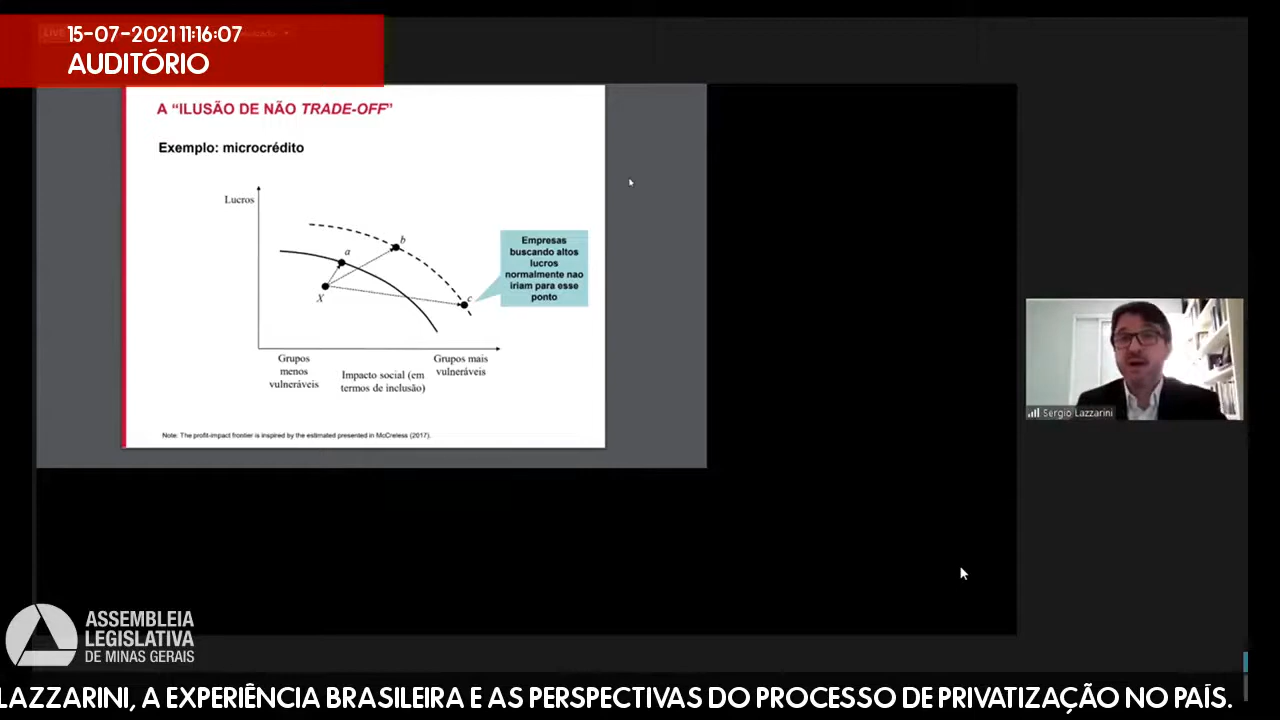 15-07-2021 11:16:07
AUDITÓRIO
A “ILUSÃO DE NÃO TRADE-OFF”
Exemplo: microcrédito
Lucros
a
b
X
c
Empresas
buscando altos
lucros
normalmente nao
iriam para esse
ponto
Grupos
menos
vulneráveis
Impacto social (em
termos de inclusão)
Grupos mais
vulneráveis
Note: The profit-impact frontier is inspired by the estimated presented in McCreless (2017).
Sergio Lazzarini
ASSEMBLEIA
LEGISLATIVA
DE MINAS GERAIS
LAZZARINI, A EXPERIÊNCIA BRASILEIRA E AS PERSPECTIVAS DO PROCESSO DE PRIVATIZAÇÃO NO PAÍS.